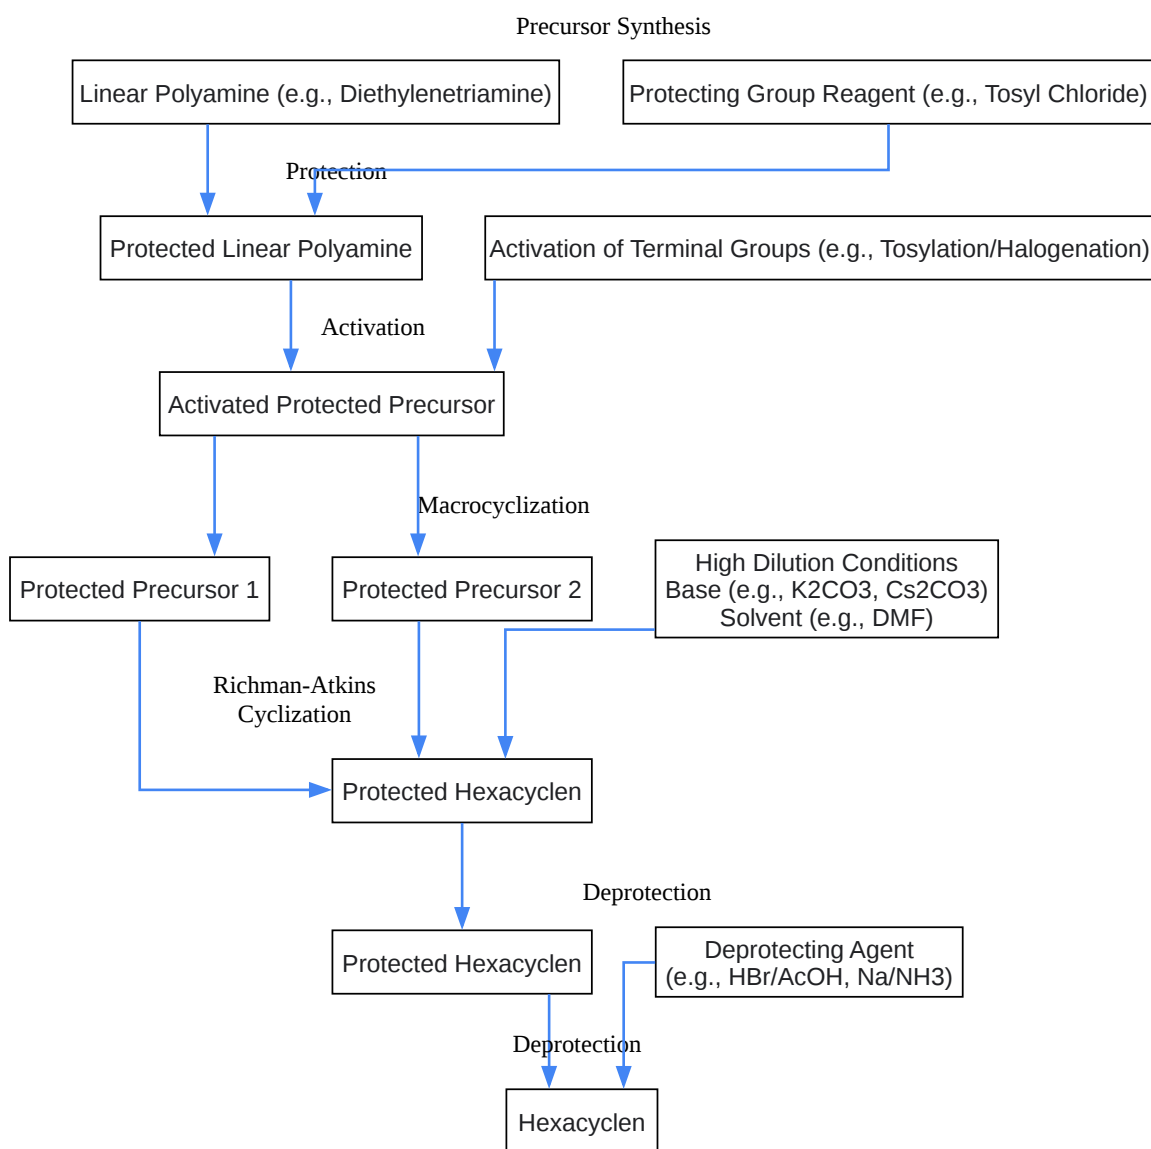 Precursor Synthesis
Linear Polyamine (e.g., Diethylenetriamine)
Protecting Group Reagent (e.g., Tosyl Chloride)
Protection
Protected Linear Polyamine
Activation of Terminal Groups (e.g., Tosylation/Halogenation)
Activation
Activated Protected Precursor
Macrocyclization
Protected Precursor 1
Protected Precursor 2
High Dilution Conditions
Base (e.g., K2CO3, Cs2CO3)
Solvent (e.g., DMF)
Richman-Atkins
Cyclization
Protected Hexacyclen
Deprotection
Protected Hexacyclen
Deprotecting Agent
(e.g., HBr/AcOH, Na/NH3)
Deprotection
Hexacyclen